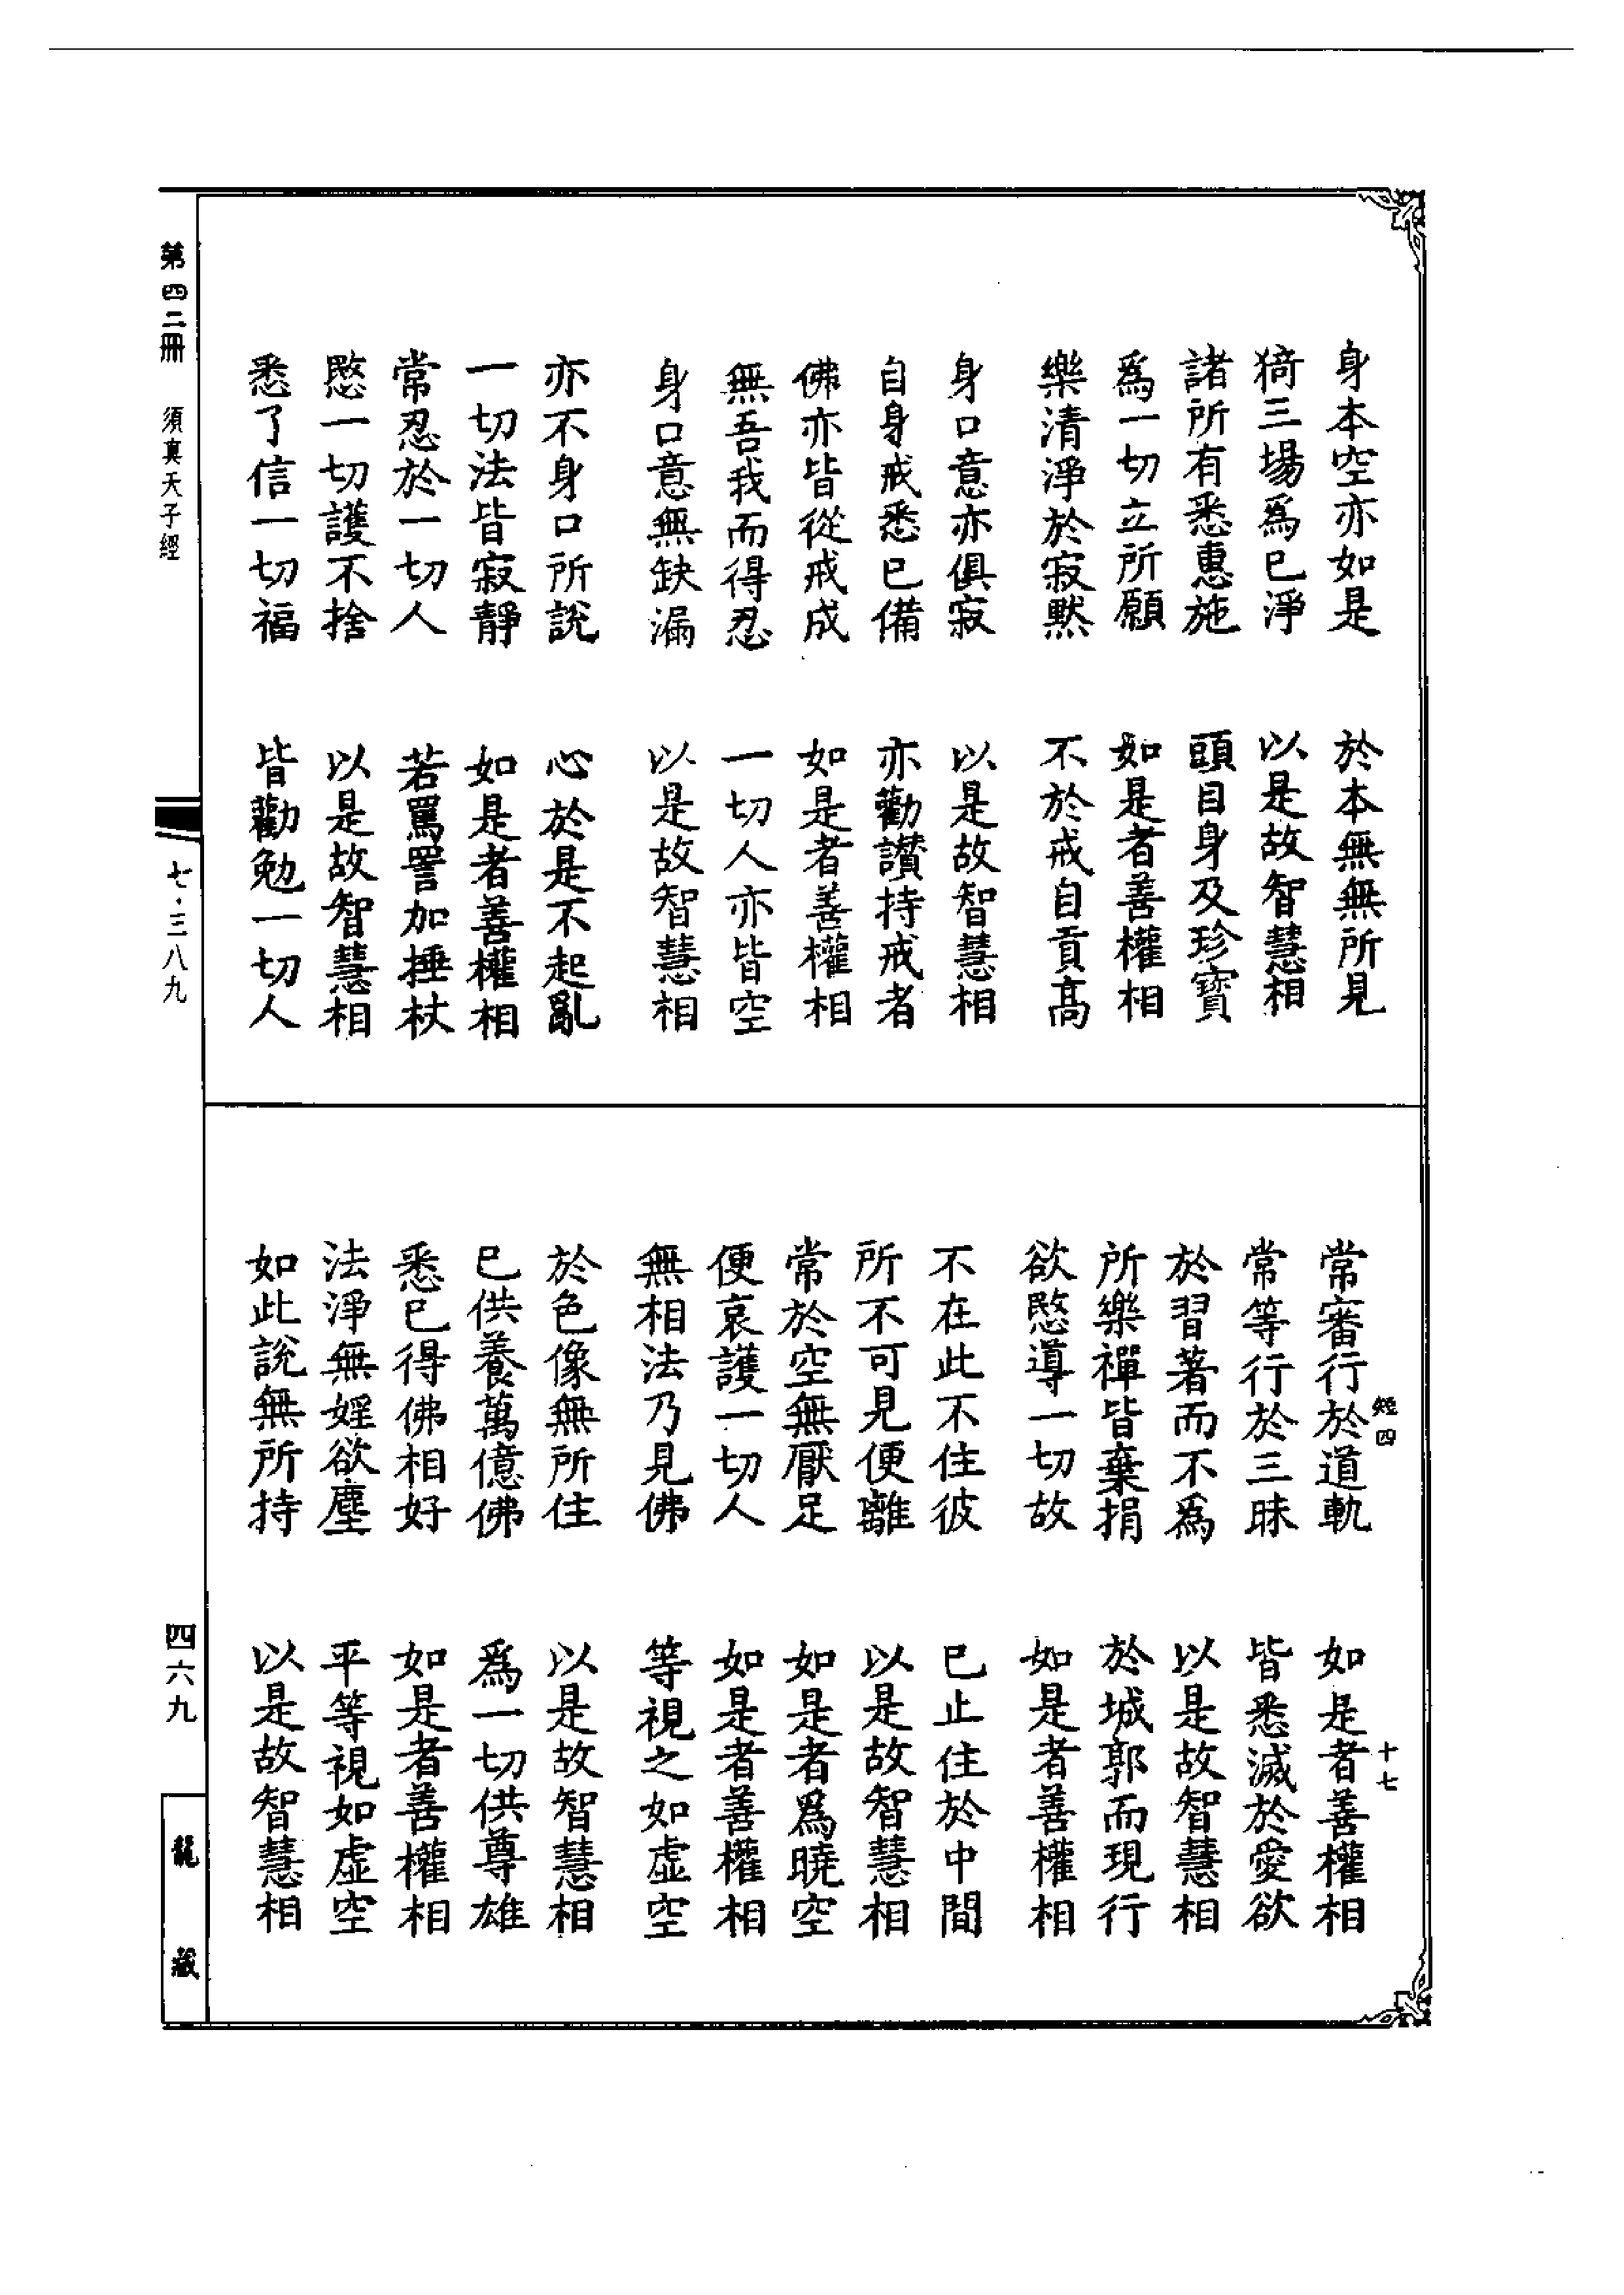 身本空亦如是　於本無無所見
猗三場爲已淨　以是故智慧相
諸所有悉惠施　頭目身及珍寶
爲一切立所願　如是者善權相
樂清淨於寂黙　不於戒自貢高
身口意亦俱寂　以是故智慧相
自身戒悉已備　亦勸讃持戒者
佛亦皆從戒成　如是者善權相
無吾我而得忍　一切人亦皆空
身口意無缺漏　以是故智慧相
亦不身口所說　心於是不起亂
一切法皆寂靜　如是者善權相
常忍於一切人　若罵詈加捶杖
愍一切護不捨　以是故智慧相
悉了信一切福　皆勸勉一切人
常審行於道軌　如是者善權相
常等行於三昧　皆悉滅於愛欲
於習著而不爲　以是故智慧相
所樂禪皆棄捐　於城郭而現行
欲愍導一切故　如是者善權相
不在此不住彼　已止住於中間
所不可見便離　以是故智慧相
常於空無厭足　如是者爲曉空
便哀護一切人　如是者善權相
無相法乃見佛　等視之如虛空
於色像無所住　以是故智慧相
已供養萬億佛　爲一切供尊雄
悉已得佛相好　如是者善權相
法淨無婬欲塵　平等視如虛空
如此說無所持　以是故智慧相
四　十七
第四二冊　須真天子經　七·三八九　四六九　龍藏